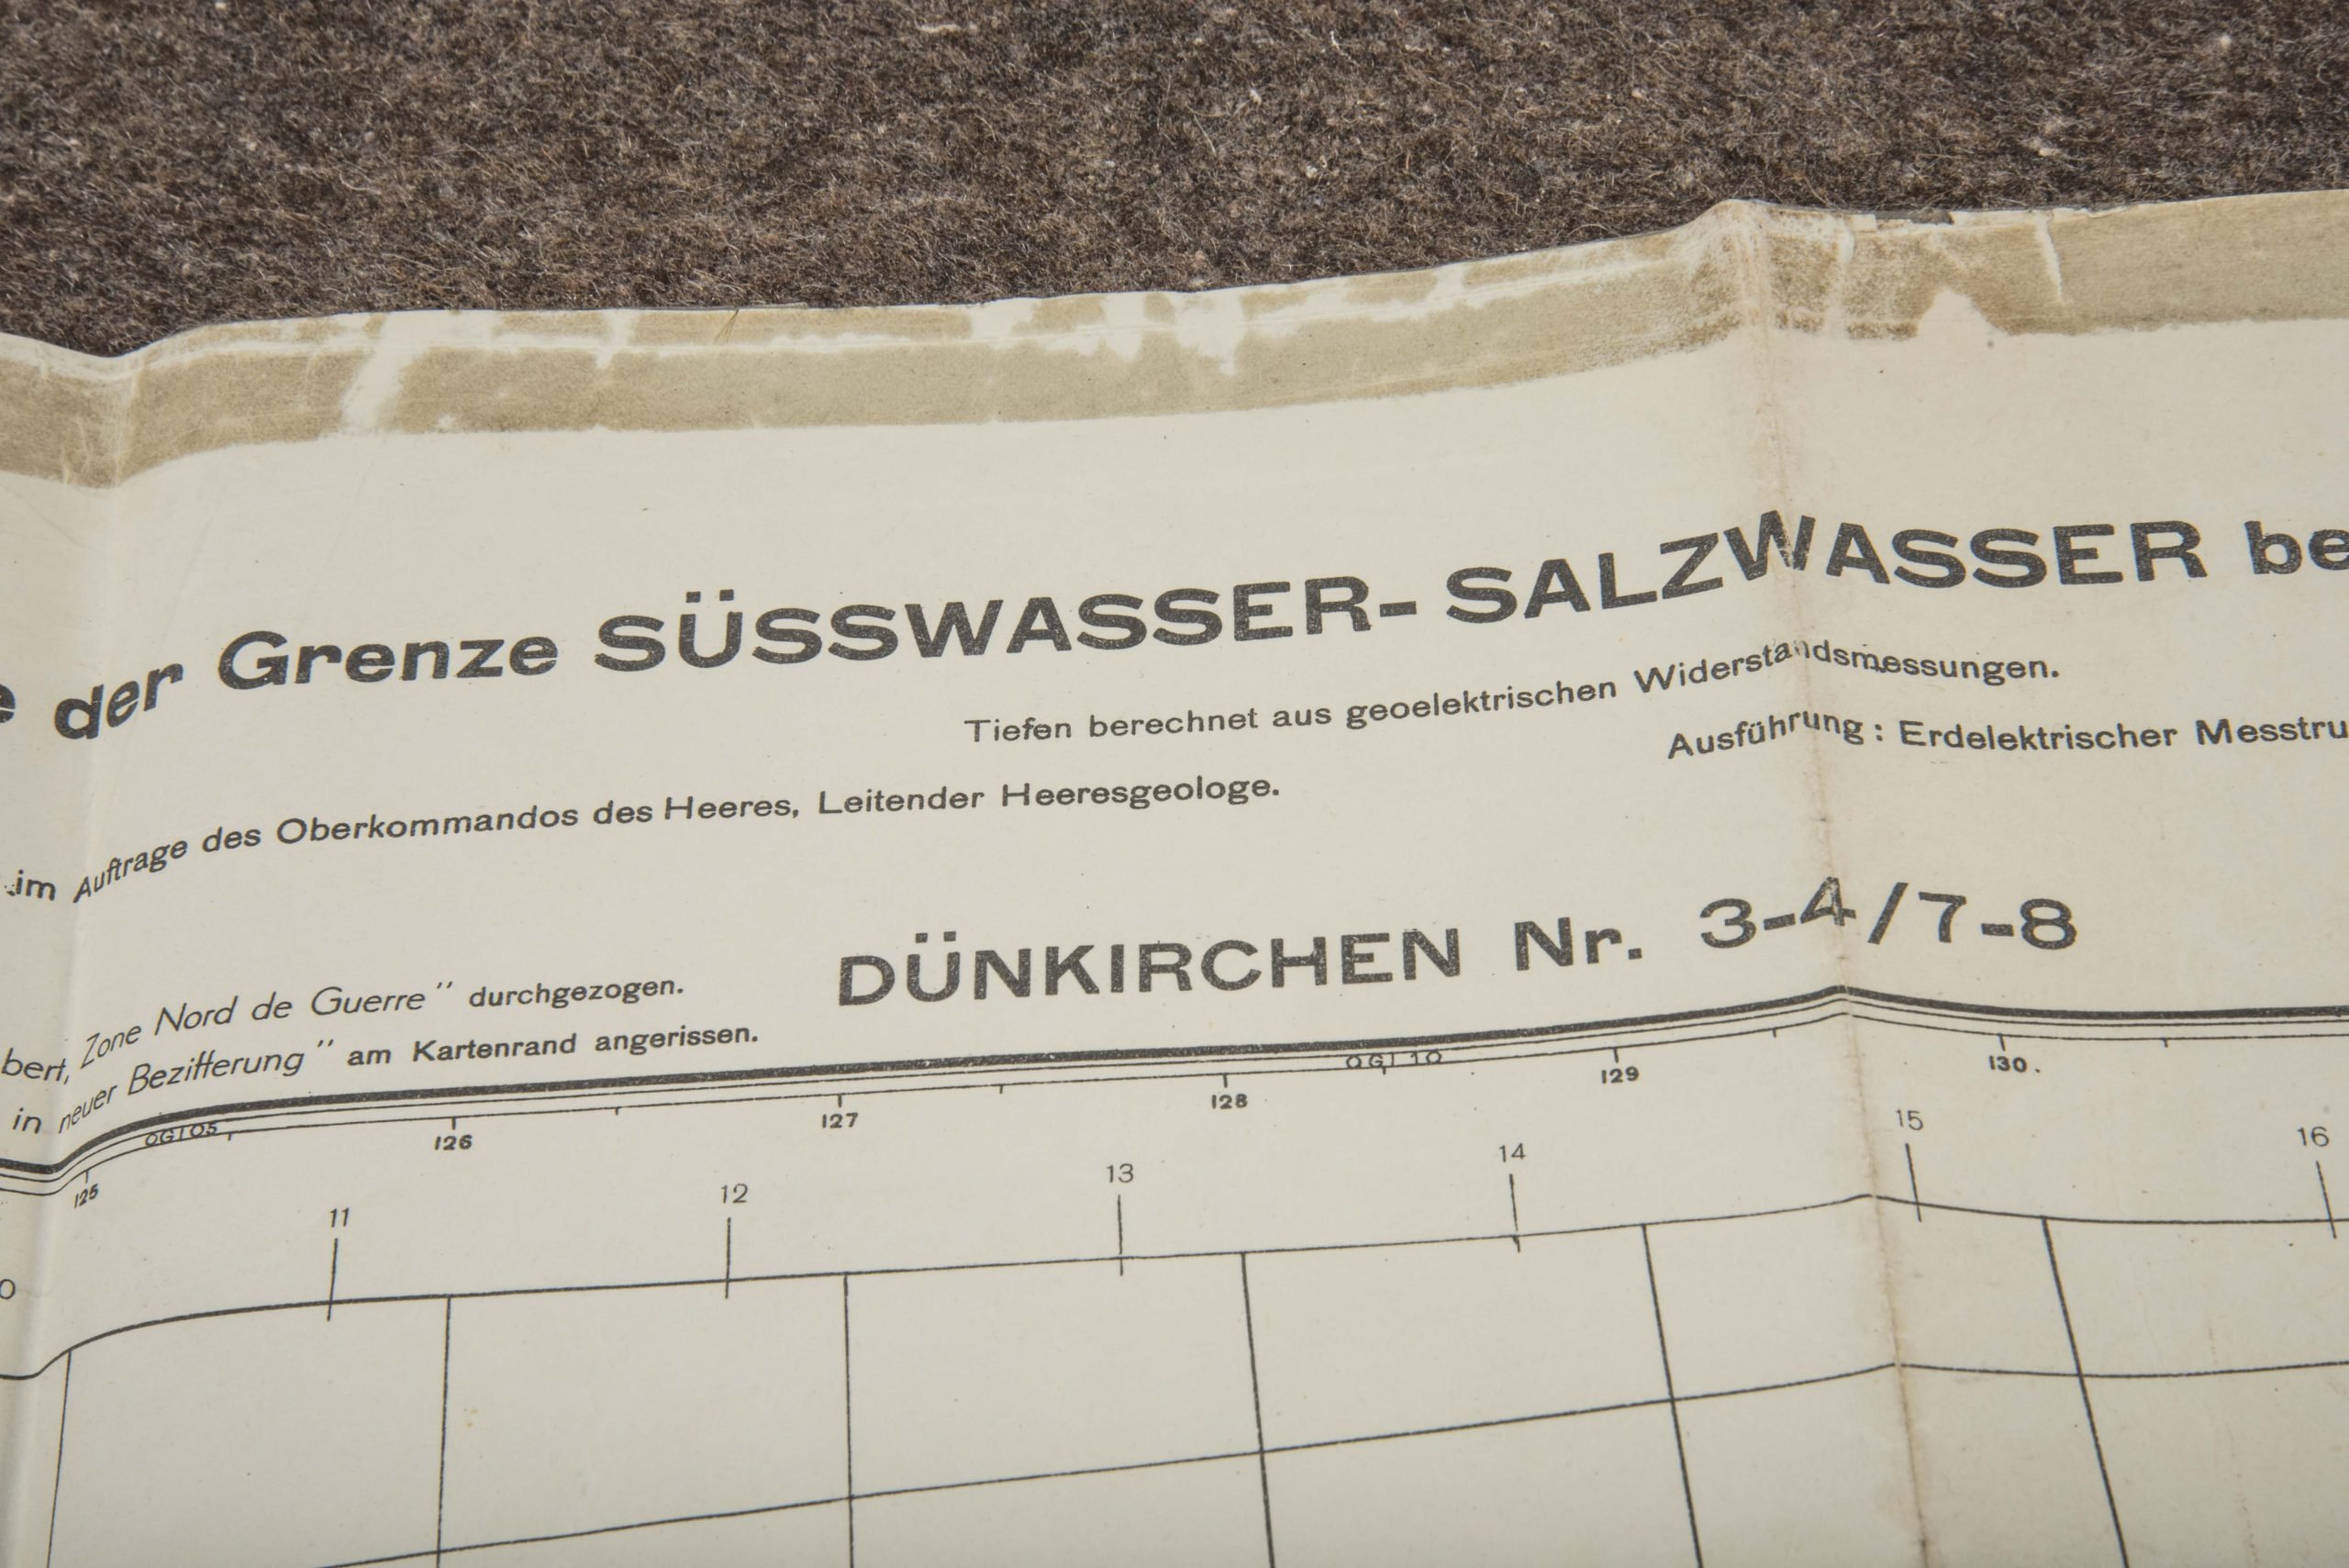 der Grenze SÜSSWASSER- SALZWASSER be
Tiefen berechnet aus geoelektrischen Widerstandsmessungen.
Ausführung: Erdelektrischer Messtru
im Auftrage des Oberkommandos des Heeres, Leitender Heeresgeologe.
DÜNKIRCHEN Nr. 3-4/7-8
bert, Zone Nord de Guerre" durchgezogen.
in neuer Bezifferung" am Kartenrand angerissen.
0G105 0G110
125 126 127 128 129 130.
11 12 13 14 15 16